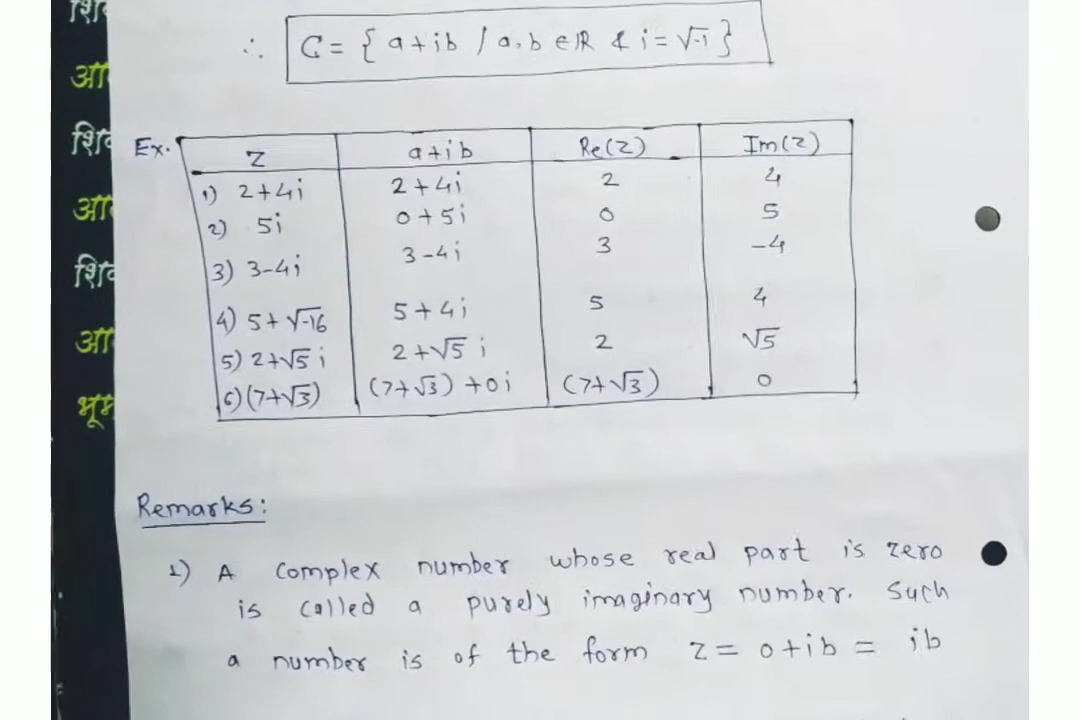 ∴ C = { a+ib / a, b ∈ ℝ & i = √-1 }
Ex.
Z a+ib Re(z) Im(z)
1) 2+4i 2+4i 2 4
2) 5i 0+5i 0 5
3) 3-4i 3-4i 3 -4
4) 5+√-16 5+4i 5 4
5) 2+√5 i 2+√5 i 2 √5
6) (7+√3) (7+√3) +0i (7+√3) 0
Remarks:
1) A complex number whose real part is zero
is called a purely imaginary number. Such
a number is of the form z = 0+ib = ib